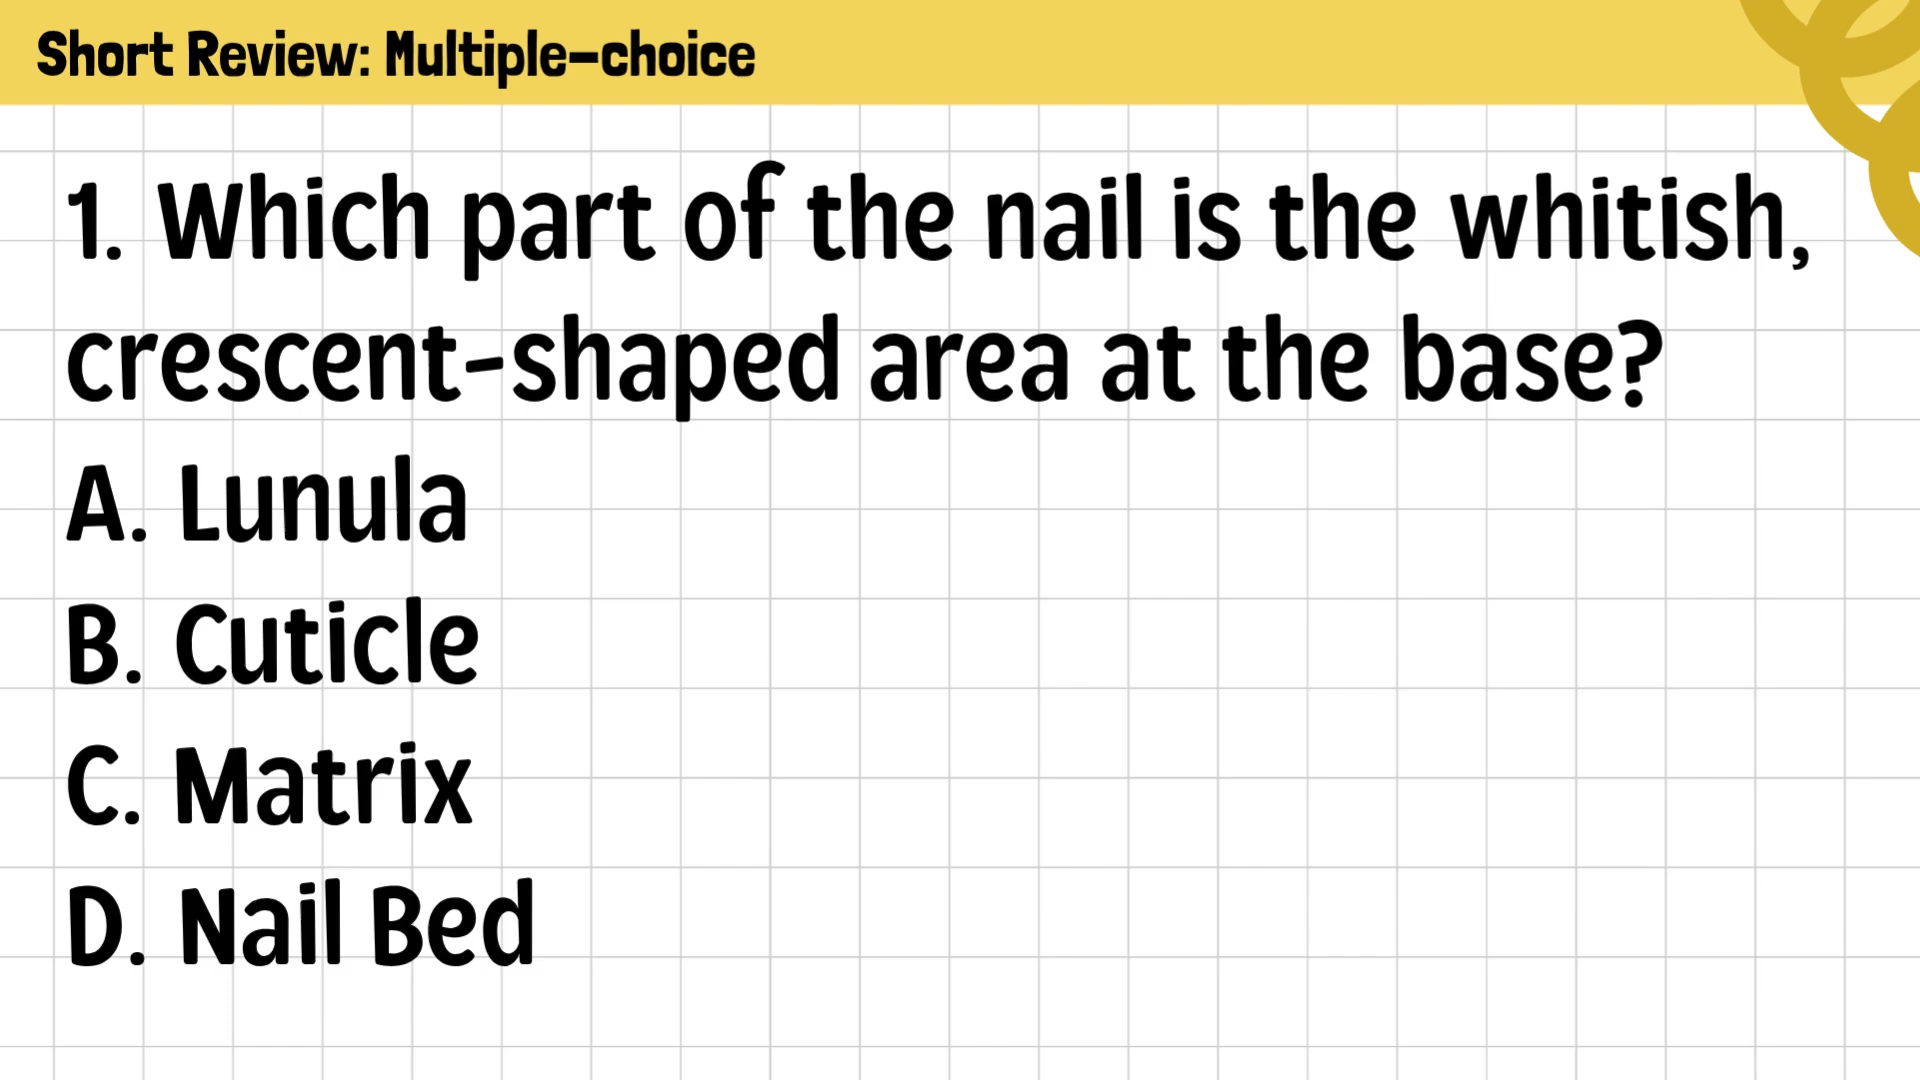 Short Review: Multiple-choice
1. Which part of the nail is the whitish,
crescent-shaped area at the base?
A. Lunula
B. Cuticle
C. Matrix
D. Nail Bed